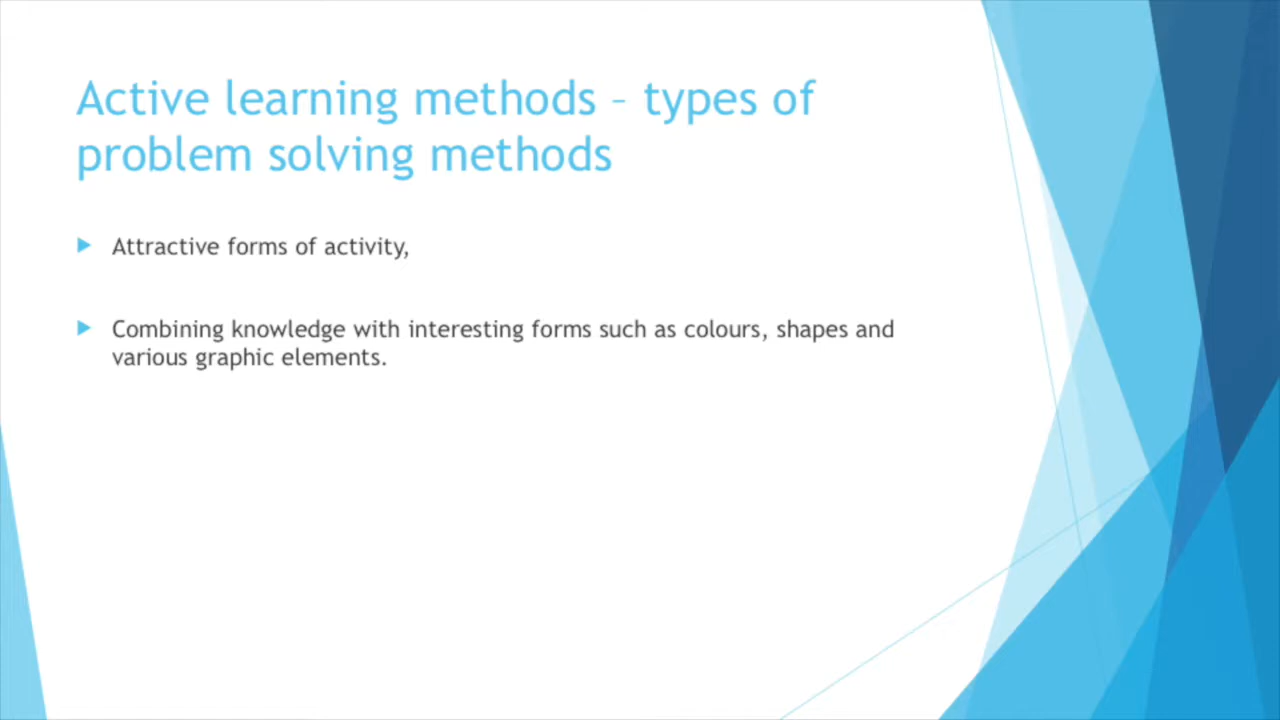 Active learning methods – types of
problem solving methods
Attractive forms of activity,
Combining knowledge with interesting forms such as colours, shapes and
various graphic elements.